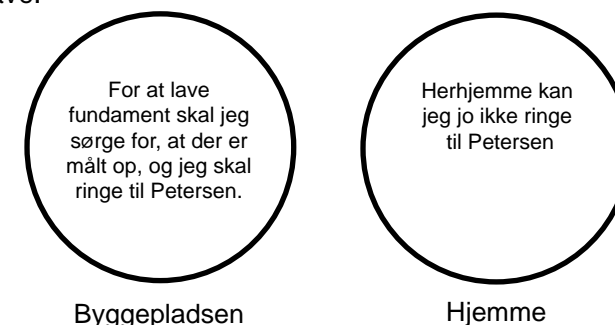 For at lave
fundament skal jeg
sørge for, at der er
målt op, og jeg skal
ringe til Petersen.
Byggepladsen
Herhjemme kan
jeg jo ikke ringe
til Petersen
Hjemme